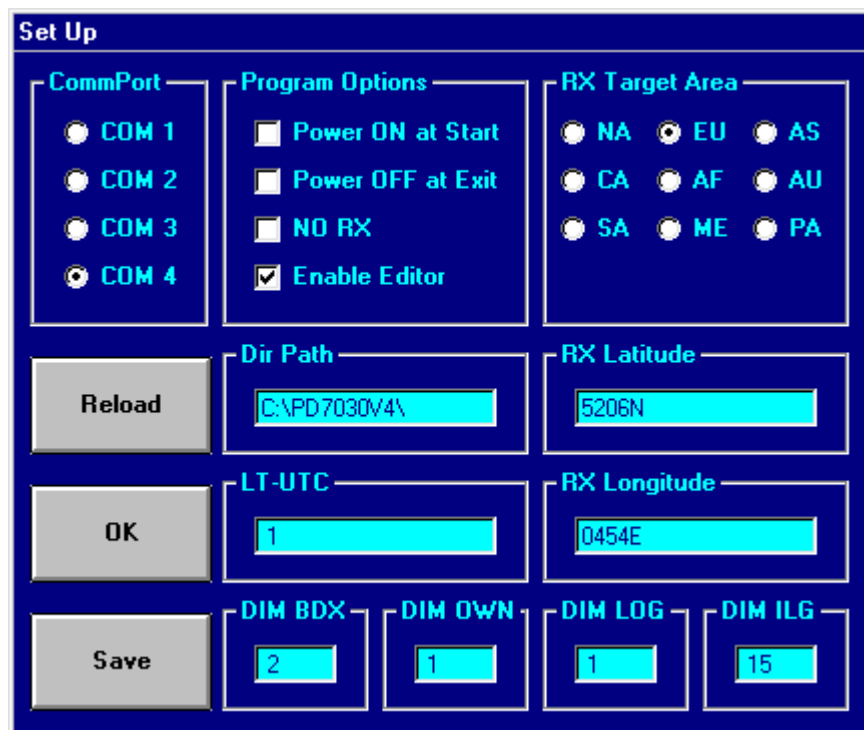 Set Up
CommPort
COM 1
COM 2
COM 3
COM 4
Program Options
Power ON at Start
Power OFF at Exit
NO RX
Enable Editor
RX Target Area
NA EU AS
CA AF AU
SA ME PA
Reload
Dir Path
C:\PD7030V4\
RX Latitude
5206N
OK
LT-UTC
1
RX Longitude
0454E
Save
DIM BDX
2
DIM OWN
1
DIM LOG
1
DIM ILG
15